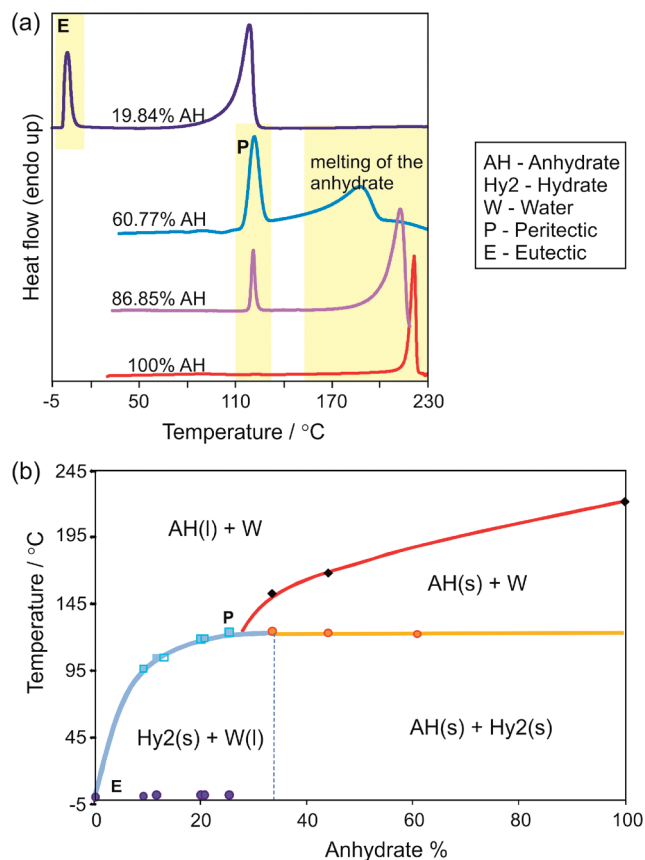 (a)
E
19.84% AH
P
melting of the
anhydrate
60.77% AH
86.85% AH
100% AH
Heat flow (endo up)
-5 50 110 170 230
Temperature / °C
AH - Anhydrate
Hy2 - Hydrate
W - Water
P - Peritectic
E - Eutectic
(b)
245
195
145
95
45
-5
Temperature / °C
AH(l) + W
AH(s) + W
P
Hy2(s) + W(l)
AH(s) + Hy2(s)
E
0 20 40 60 80 100
Anhydrate %